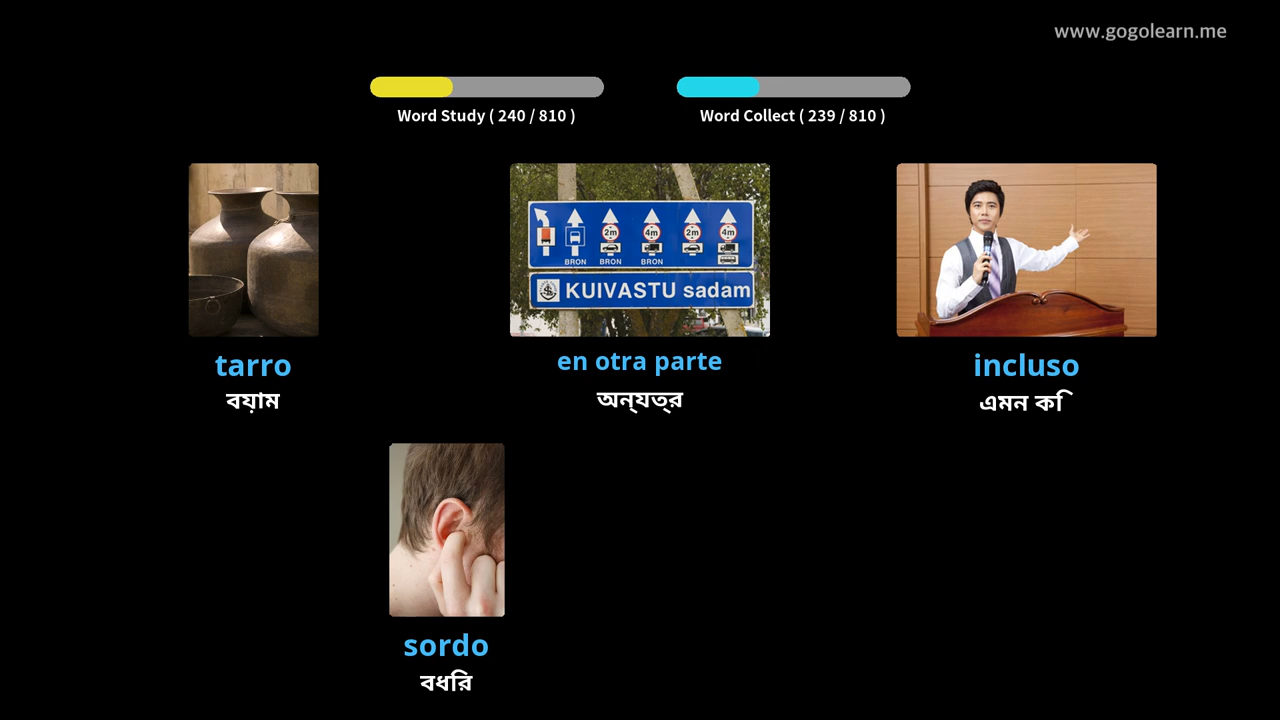 www.gogolearn.me
Word Study ( 240 / 810 )
Word Collect ( 239 / 810 )
2m
4m
2m
4m
BRON
BRON
BRON
KUIVASTU sadam
tarro
en otra parte
incluso
বয়াম
অন্যত্র
এমন কি
sordo
বধির